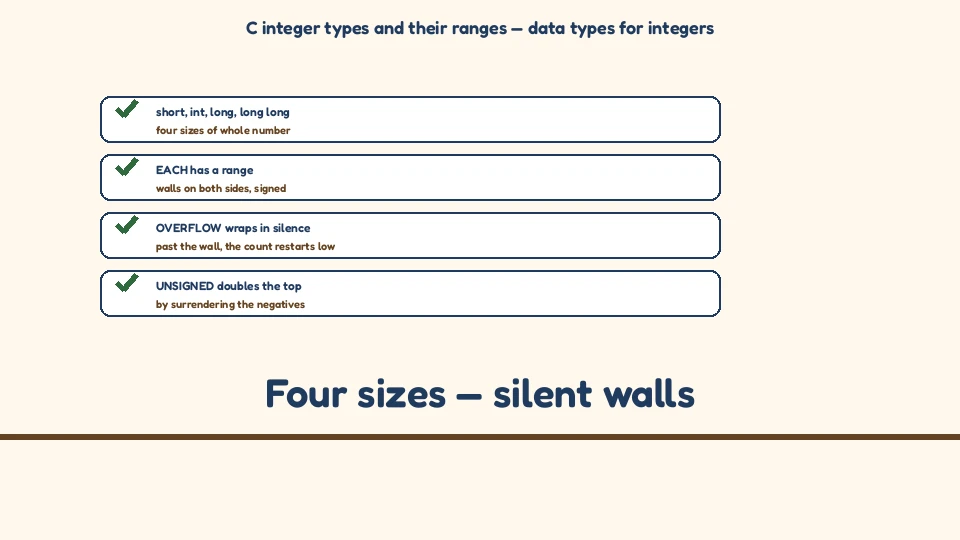 C integer types and their ranges — data types for integers
short, int, long, long long
four sizes of whole number
EACH has a range
walls on both sides, signed
OVERFLOW wraps in silence
past the wall, the count restarts low
UNSIGNED doubles the top
by surrendering the negatives
Four sizes — silent walls